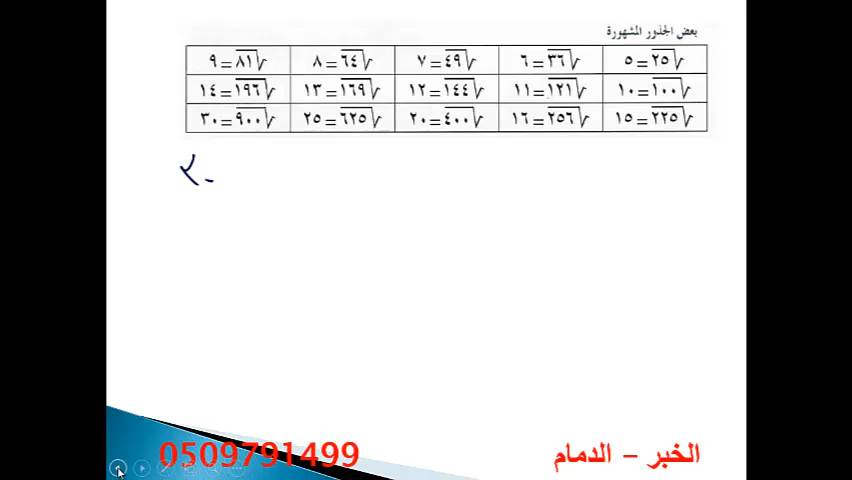 بعض الجذور المشهورة
√٢٥ = ٥ √٣٦ = ٦ √٤٩ = ٧ √٦٤ = ٨ √٨١ = ٩
√١٠٠ = ١٠ √١٢١ = ١١ √١٤٤ = ١٢ √١٦٩ = ١٣ √١٩٦ = ١٤
√٢٢٥ = ١٥ √٢٥٦ = ١٦ √٤٠٠ = ٢٠ √٦٢٥ = ٢٥ √٩٠٠ = ٣٠
الخبر – الدمام 0509791499